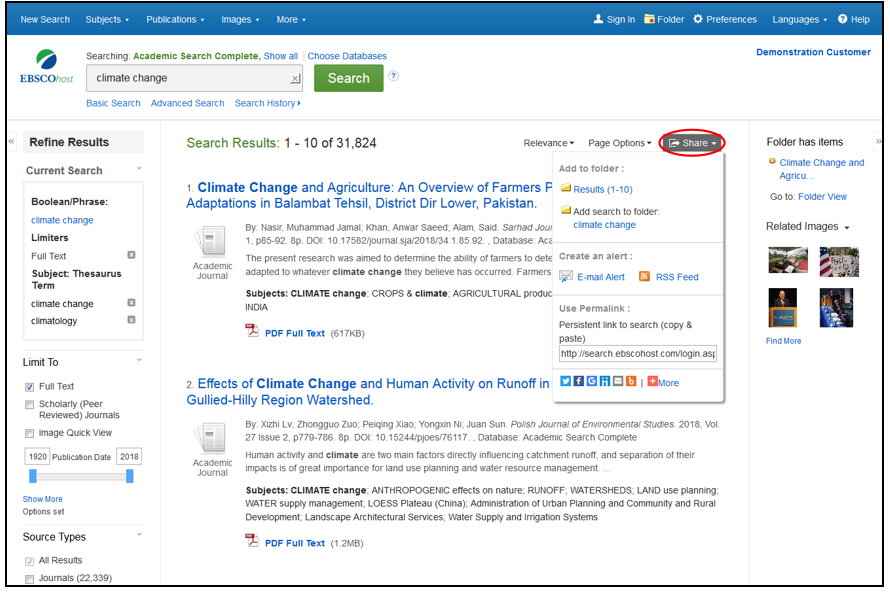 New Search Subjects Publications Images More Sign In Folder Preferences Languages ? Help
EBSCOhost
Searching: Academic Search Complete, Show all | Choose Databases
climate change x Search ?
Basic Search Advanced Search Search History
Demonstration Customer
«
Refine Results
Current Search
Boolean/Phrase:
climate change
Limiters
Full Text x
Subject: Thesaurus
Term
climate change x
climatology x
Limit To
Full Text
Scholarly (Peer
Reviewed) Journals
Image Quick View
1920 Publication Date 2018
Show More
Options set
Source Types
All Results
Journals (22,339)
Search Results: 1 - 10 of 31,824
Relevance Page Options Share
1. Climate Change and Agriculture: An Overview of Farmers P
Adaptations in Balambat Tehsil, District Dir Lower, Pakistan.
Academic
Journal
By: Nasir, Muhammad Jamal; Khan, Anwar Saeed; Alam, Said. Sarhad Jour
1, p85-92. 8p. DOI: 10.17582/journal.sja/2018/34.1.85.92. , Database: Aca
The present research was aimed to determine the ability of farmers to dete
adapted to whatever climate change they believe has occurred. Farmers
Subjects: CLIMATE change; CROPS & climate; AGRICULTURAL produc
INDIA
PDF Full Text (617KB)
2. Effects of Climate Change and Human Activity on Runoff in
Gullied-Hilly Region Watershed.
Academic
Journal
By: Xizhi Lv; Zhongguo Zuo; Peiqing Xiao; Yongxin Ni; Juan Sun. Polish Journal of Environmental Studies. 2018, Vol.
27 Issue 2, p779-786. 8p. DOI: 10.15244/pjoes/76117. , Database: Academic Search Complete
Human activity and climate are two main factors directly influencing catchment runoff, and separation of their
impacts is of great importance for land use planning and water resource management. ...
Subjects: CLIMATE change; ANTHROPOGENIC effects on nature; RUNOFF; WATERSHEDS; LAND use planning;
WATER supply management; LOESS Plateau (China); Administration of Urban Planning and Community and Rural
Development; Landscape Architectural Services; Water Supply and Irrigation Systems
PDF Full Text (1.2MB)
Add to folder :
Results (1-10)
Add search to folder:
climate change
Create an alert :
E-mail Alert RSS Feed
Use Permalink :
Persistent link to search (copy &
paste)
http://search.ebscohost.com/login.asp
| More
»
Folder has items
Climate Change and
Agricu..
Go to: Folder View
Related Images
Find More